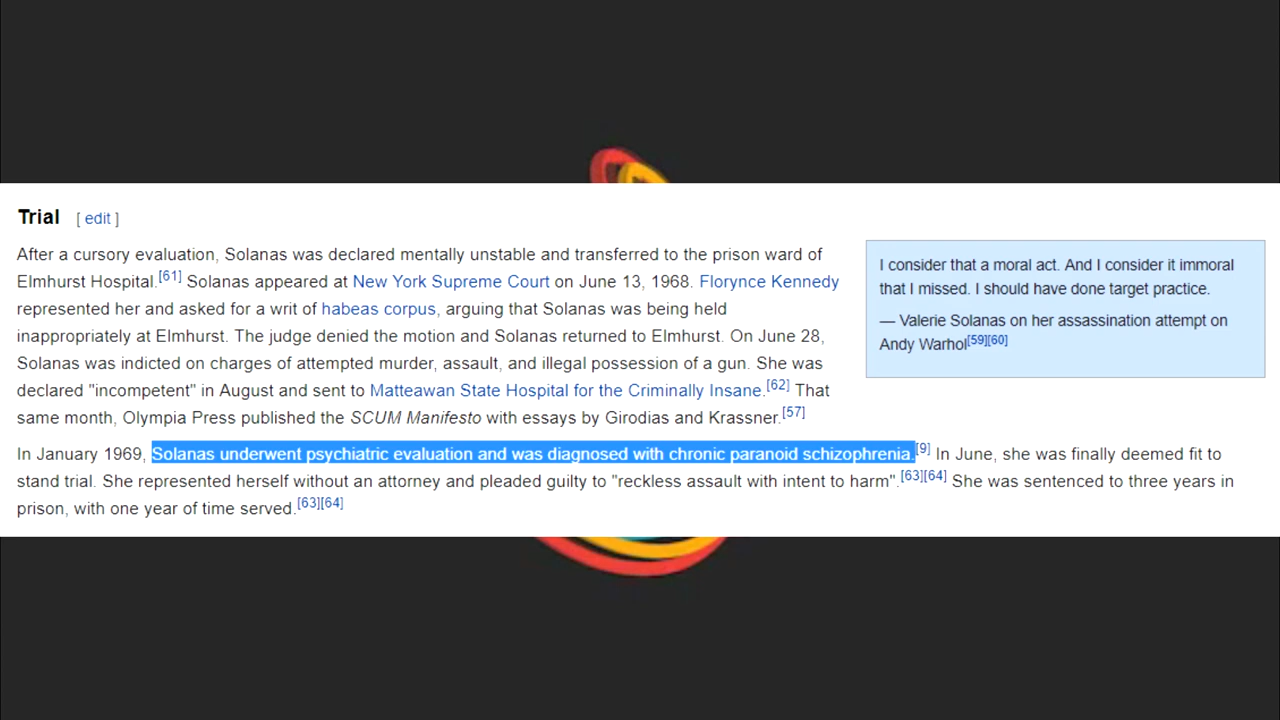 Trial [ edit ]
After a cursory evaluation, Solanas was declared mentally unstable and transferred to the prison ward of
Elmhurst Hospital.[61] Solanas appeared at New York Supreme Court on June 13, 1968. Florynce Kennedy
represented her and asked for a writ of habeas corpus, arguing that Solanas was being held
inappropriately at Elmhurst. The judge denied the motion and Solanas returned to Elmhurst. On June 28,
Solanas was indicted on charges of attempted murder, assault, and illegal possession of a gun. She was
declared "incompetent" in August and sent to Matteawan State Hospital for the Criminally Insane.[62] That
same month, Olympia Press published the SCUM Manifesto with essays by Girodias and Krassner.[57]
I consider that a moral act. And I consider it immoral
that I missed. I should have done target practice.
— Valerie Solanas on her assassination attempt on
Andy Warhol[59][60]
In January 1969, Solanas underwent psychiatric evaluation and was diagnosed with chronic paranoid schizophrenia.[9] In June, she was finally deemed fit to
stand trial. She represented herself without an attorney and pleaded guilty to "reckless assault with intent to harm".[63][64] She was sentenced to three years in
prison, with one year of time served.[63][64]